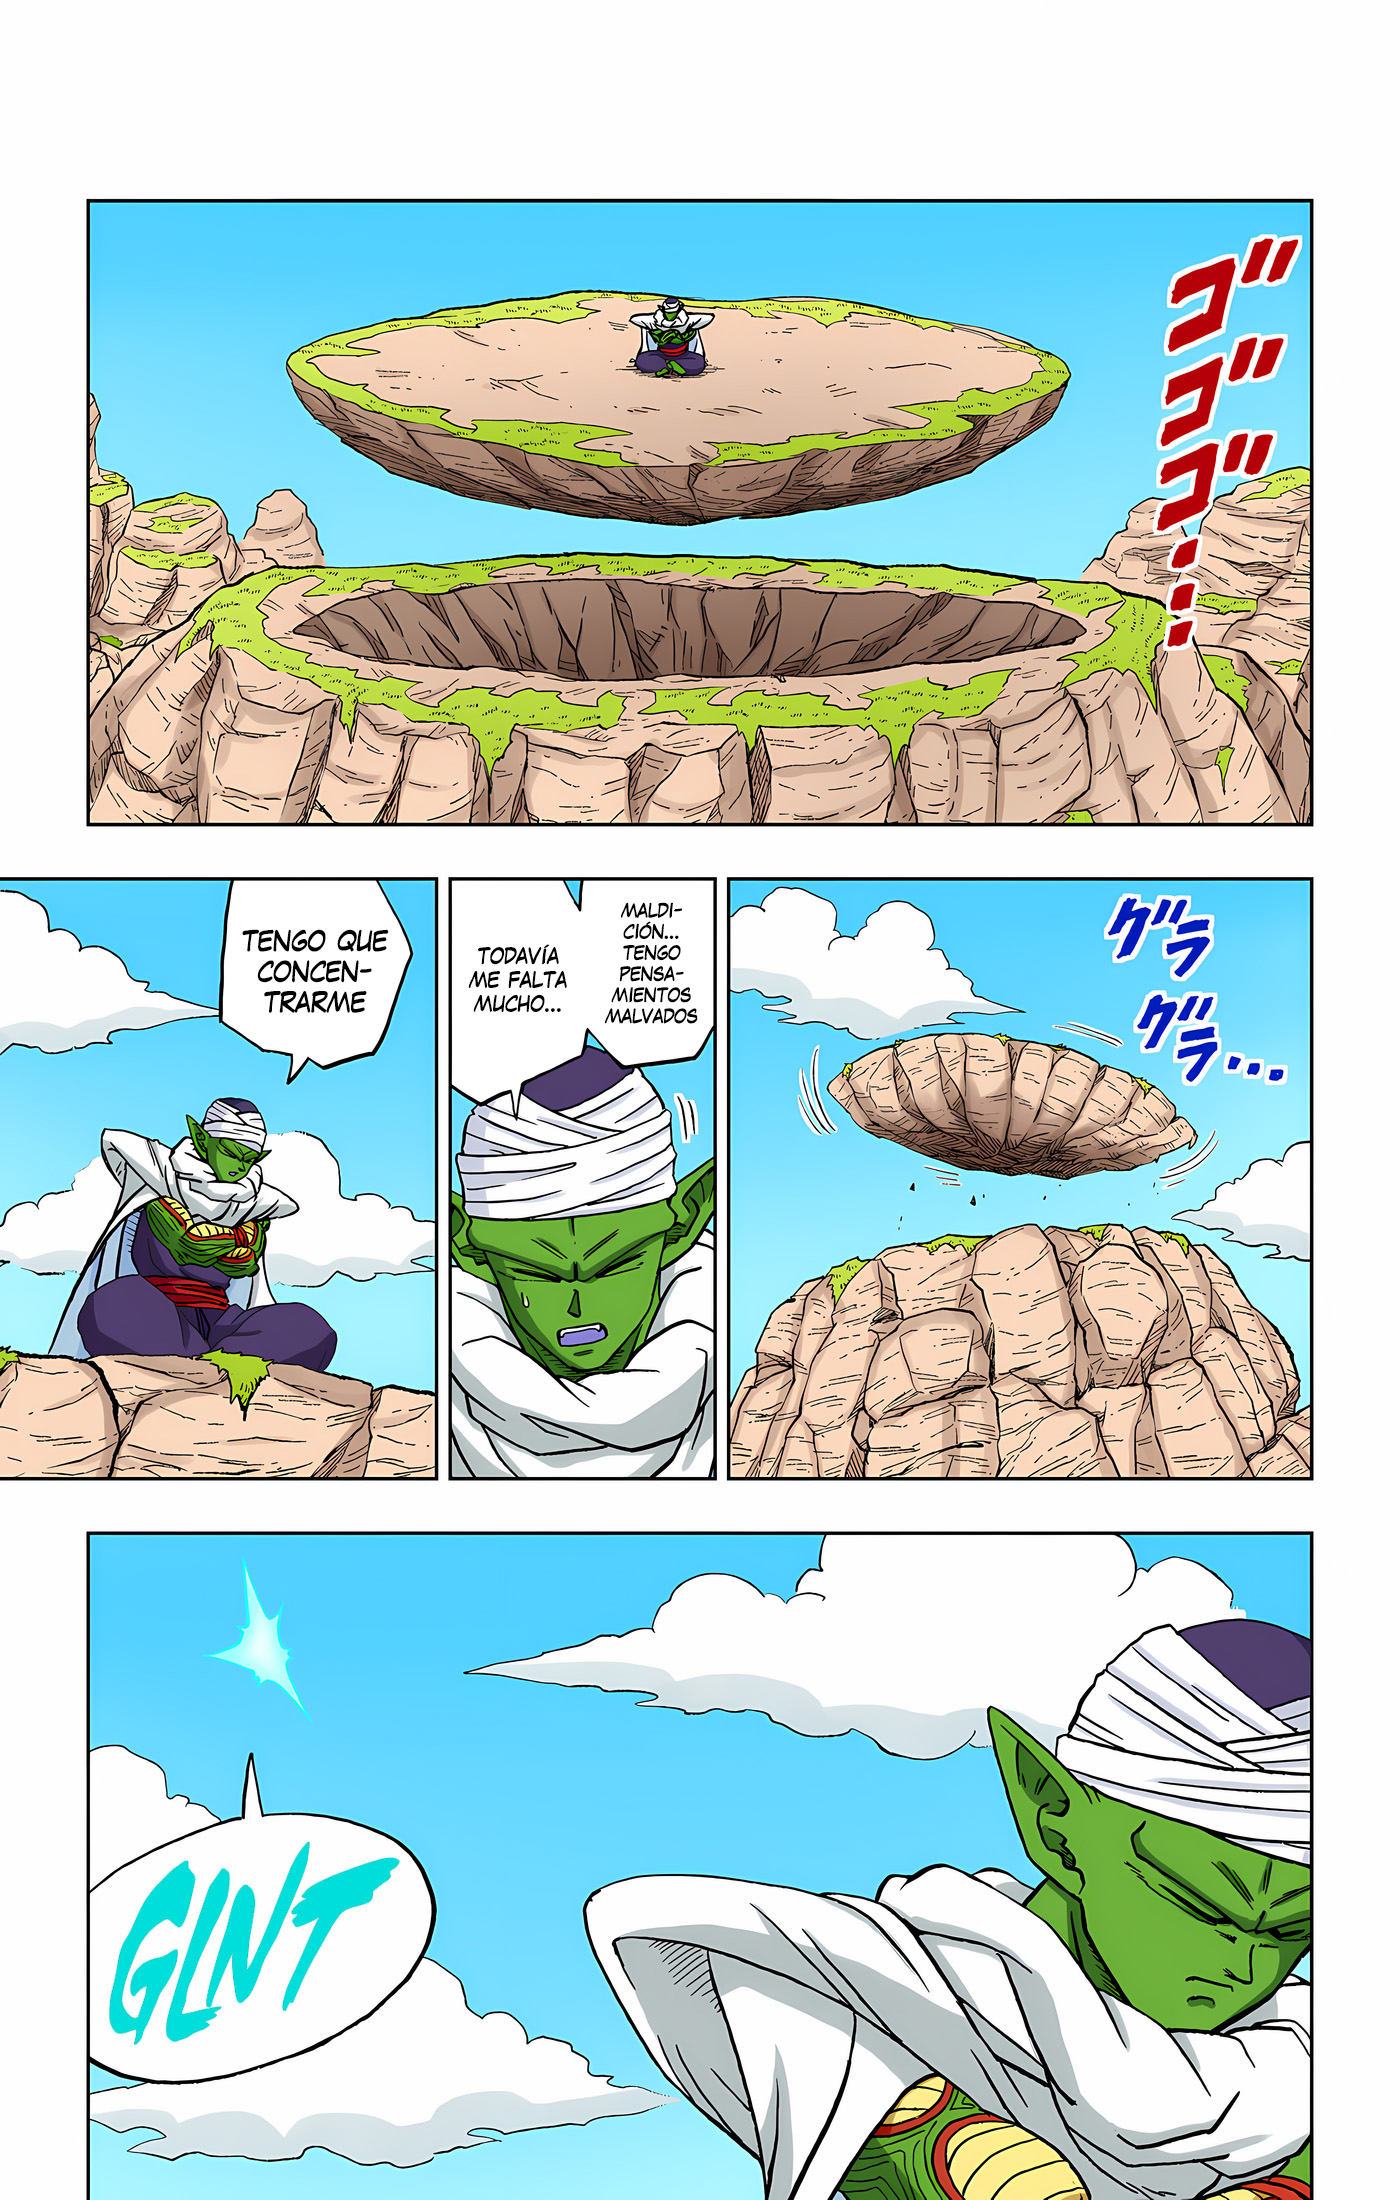 ゴゴゴ…
グラ
グラ…
MALDI-
CIÓN...
TENGO
PENSA-
MIENTOS
MALVADOS
TODAVÍA
ME FALTA
MUCHO...
TENGO QUE
CONCEN-
TRARME
GLNT